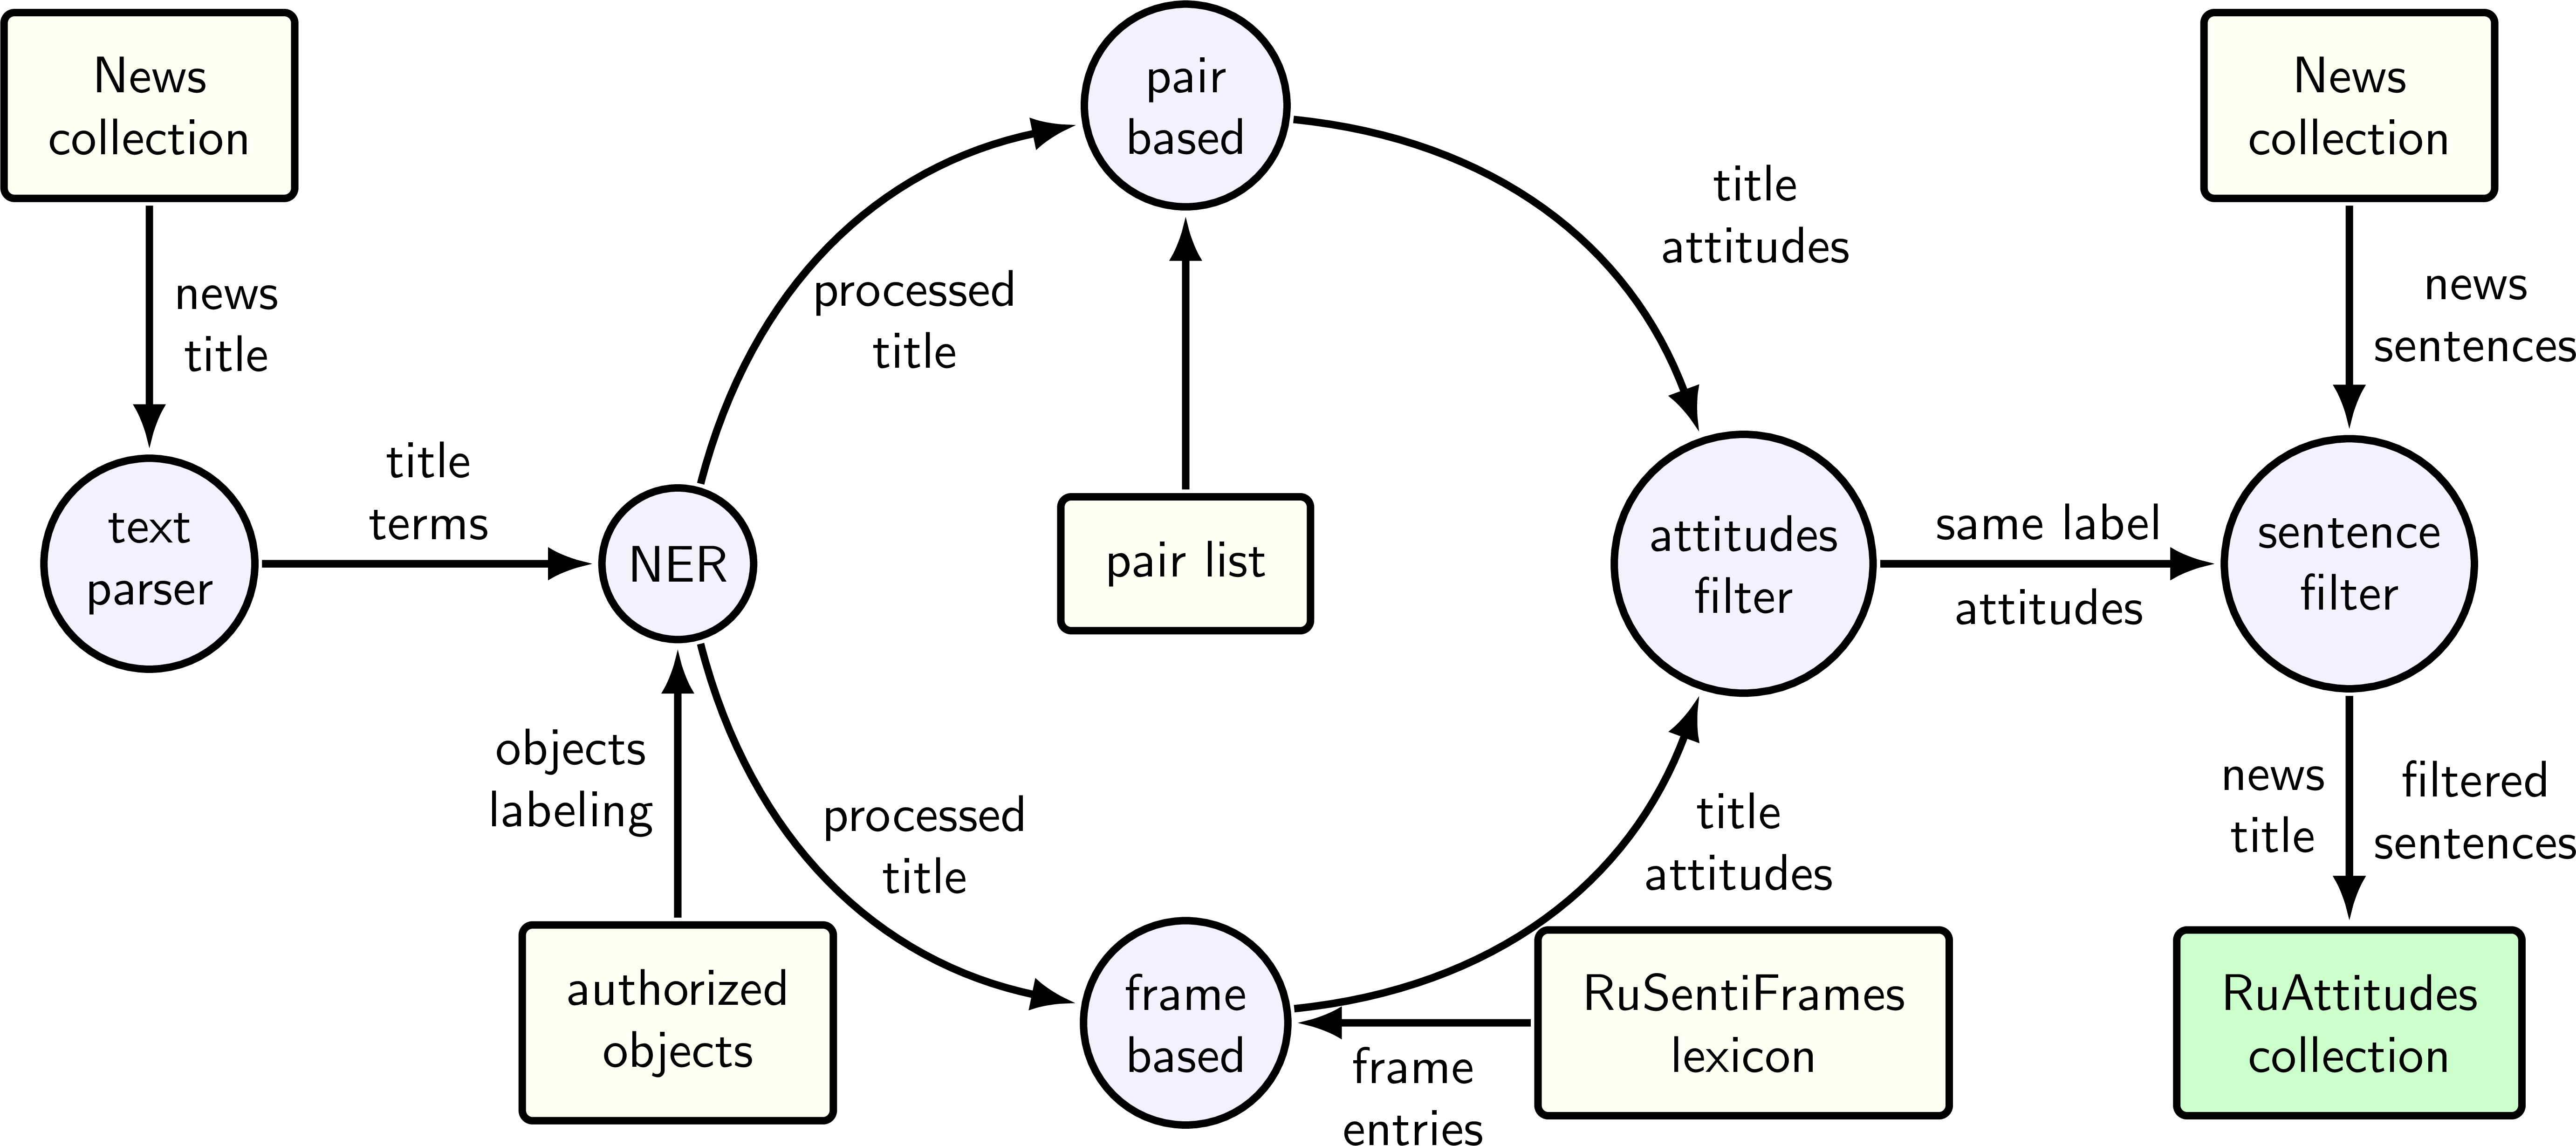 News
collection
news
title
text
parser
title
terms
NER
objects
labeling
authorized
objects
processed
title
processed
title
pair
based
pair list
frame
based
frame
entries
RuSentiFrames
lexicon
title
attitudes
title
attitudes
attitudes
filter
same label
attitudes
News
collection
news
sentences
sentence
filter
news
title
filtered
sentences
RuAttitudes
collection